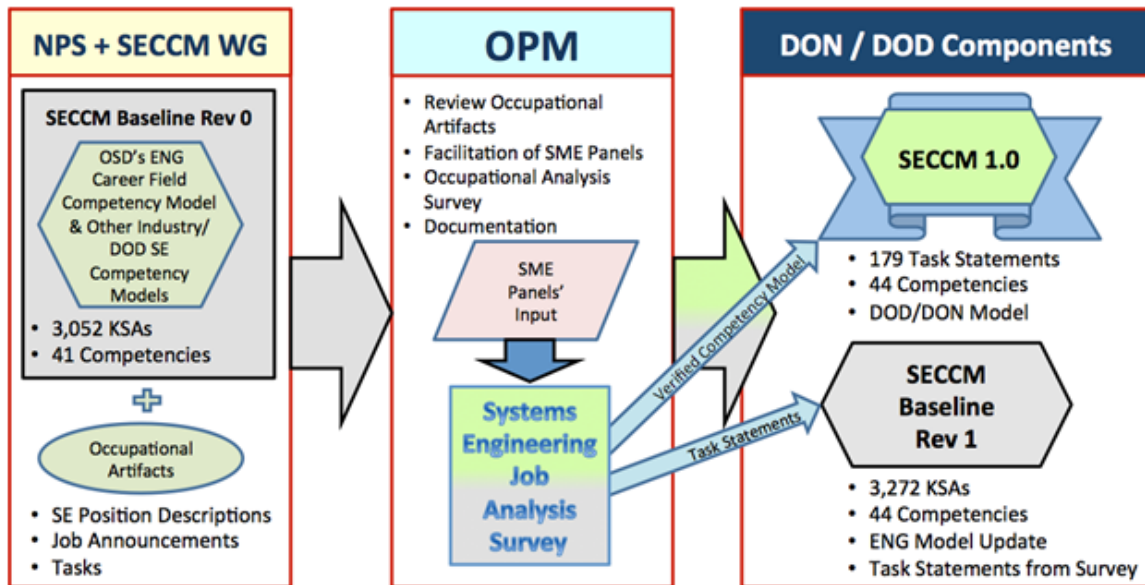 NPS + SECCM WG
SECCM Baseline Rev 0
OSD's ENG
Career Field
Competency Model
& Other Industry/
DOD SE
Competency
Models
• 3,052 KSAs
• 41 Competencies
Occupational
Artifacts
• SE Position Descriptions
• Job Announcements
• Tasks
OPM
• Review Occupational
Artifacts
• Facilitation of SME Panels
• Occupational Analysis
Survey
• Documentation
SME
Panels'
Input
Systems
Engineering
Job
Analysis
Survey
Verified Competency Model
Task Statements
DON / DOD Components
SECCM 1.0
• 179 Task Statements
• 44 Competencies
• DOD/DON Model
SECCM
Baseline
Rev 1
• 3,272 KSAs
• 44 Competencies
• ENG Model Update
• Task Statements from Survey